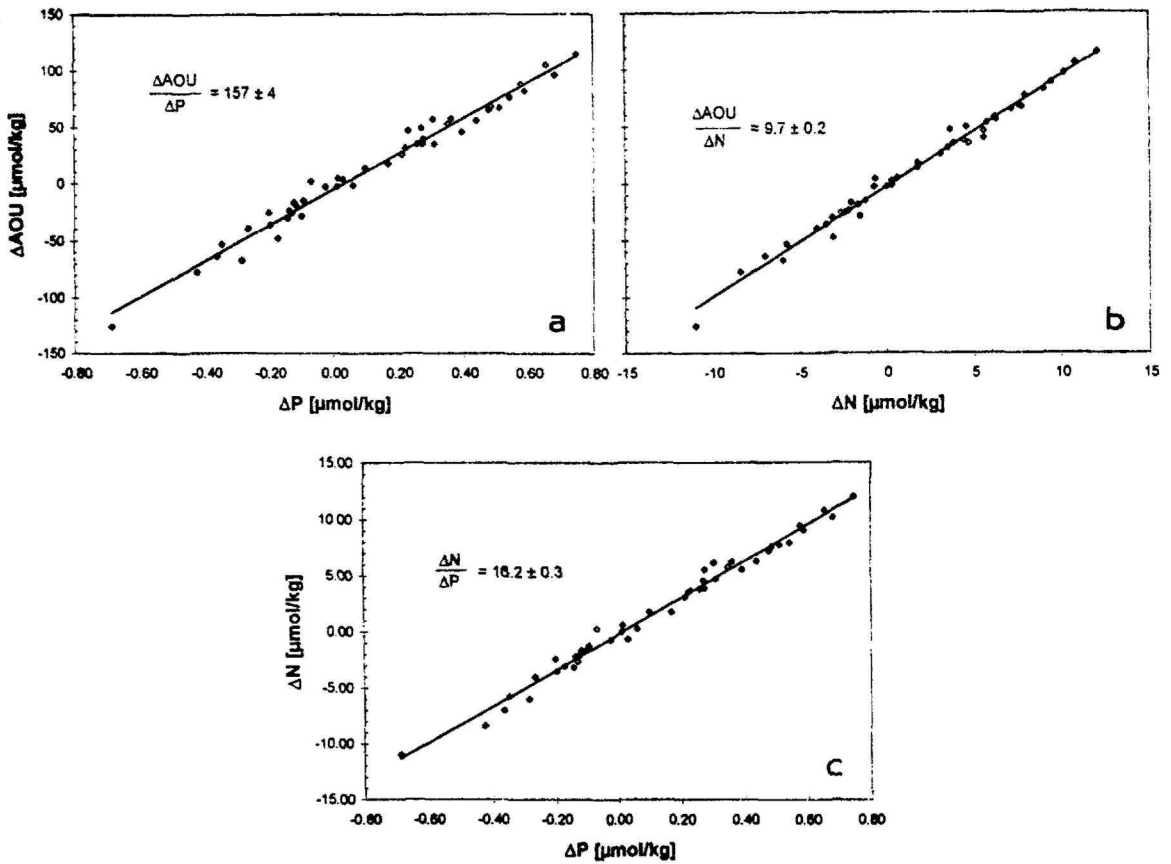 150
100
50
0
-50
-100
-150
ΔAOU [µmol/kg]
ΔAOU
ΔP
= 157 ± 4
a
-0.80 -0.60 -0.40 -0.20 0.00 0.20 0.40 0.60 0.80
ΔP [µmol/kg]
ΔAOU
ΔN
= 9.7 ± 0.2
b
-15 -10 -5 0 5 10 15
ΔN [µmol/kg]
15.00
10.00
5.00
0.00
-5.00
-10.00
-15.00
ΔN [µmol/kg]
ΔN
ΔP
= 16.2 ± 0.3
c
-0.80 -0.60 -0.40 -0.20 0.00 0.20 0.40 0.60 0.80
ΔP [µmol/kg]